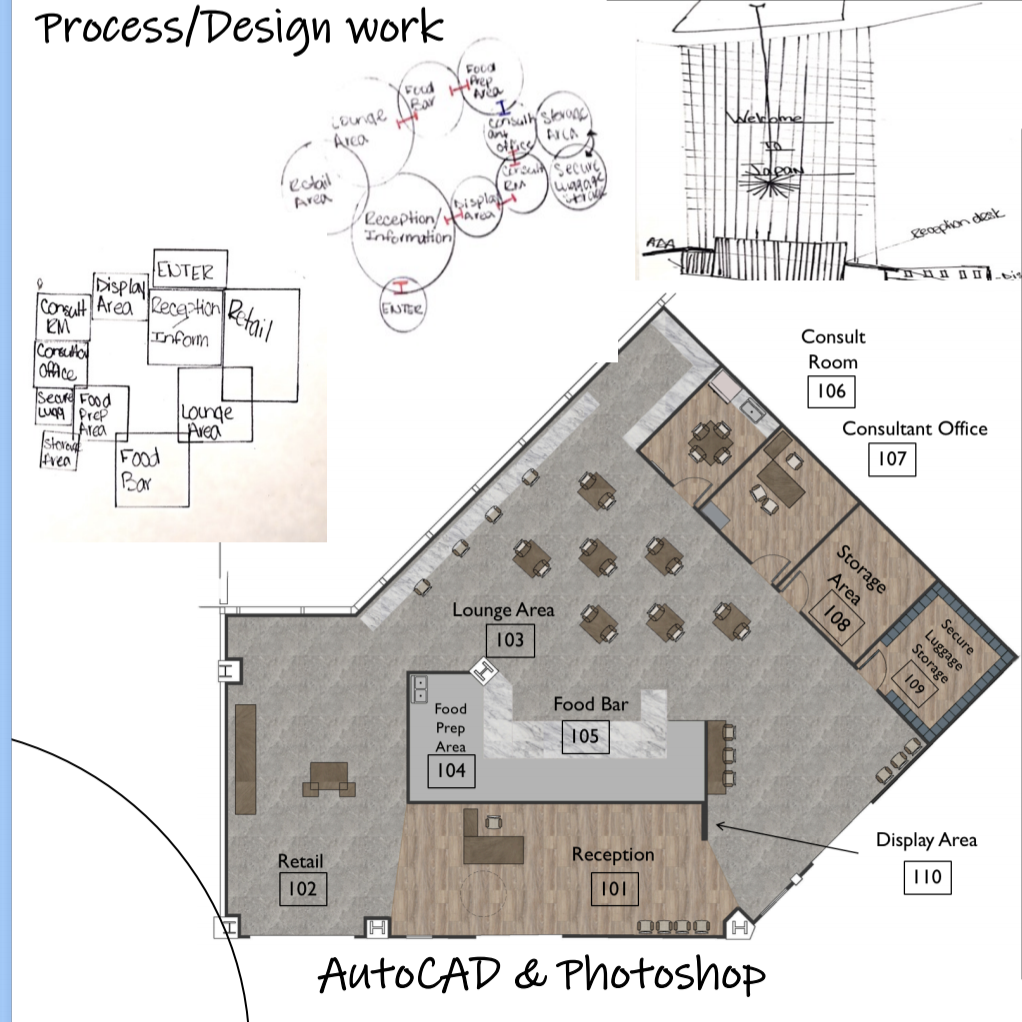 Process/Design work
Lounge
Area
Food
Bar
Food
Prep
Area
Consult
ant
office
Storage
Area
Secure
Luggage
Retail
Area
Reception/
Information
Display
Area
Consult
RM
ENTER
Welcome
to
Japan
ADA
Reception desk
ENTER
Display
Area
Reception
/
Inform
Retail
Consult
RM
Office
Secure
Lugg
Food
Prep
Area
Lounge
Area
Storage
Area
Food
Bar
Consult
Room
106
Consultant Office
107
Storage
Area
108
Secure
Luggage
Storage
109
Lounge Area
103
Food Bar
105
Food
Prep
Area
104
Display Area
110
Retail
102
Reception
101
AutoCAD & Photoshop